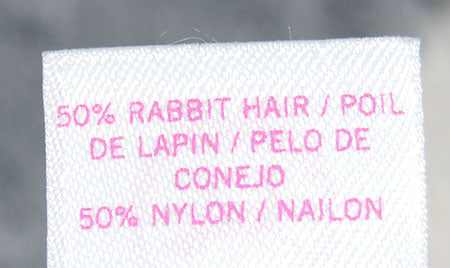 50% RABBIT HAIR / POIL
DE LAPIN / PELO DE
CONEJO
50% NYLON / NAILON